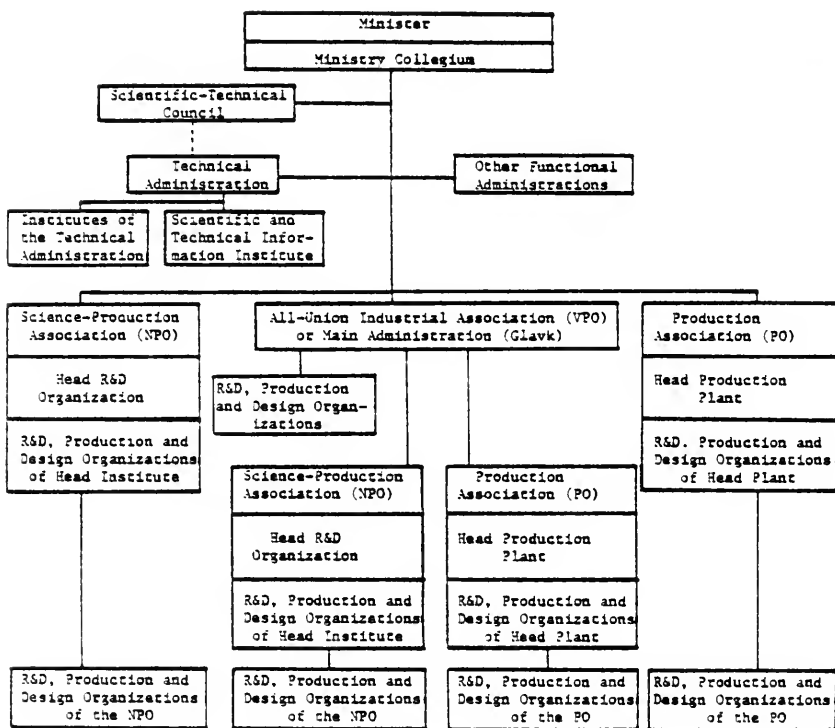 Minister
Ministry Collegium
Scientific-Technical
Council
Technical
Administration
Other Functional
Administrations
Institutes of
the Technical
Administration
Scientific and
Technical Infor-
mation Institute
Science-Production
Association (NPO)
Head R&D
Organization
R&D, Production and
Design Organizations
of Head Institute
All-Union Industrial Association (VPO)
or Main Administration (Glavk)
Production
Association (PO)
Head Production
Plant
R&D. Production and
Design Organizations
of Head Plant
R&D, Production
and Design Organ-
izations
Science-Production
Association (NPO)
Head R&D
Organization
R&D, Production and
Design Organizations
of Head Institute
Production
Association (PO)
Head Production
Plant
R&D, Production and
Design Organizations
of Head Plant
R&D, Production and
Design Organizations
of the NPO
R&D, Production and
Design Organizations
of the NPO
R&D, Production and
Design Organizations
of the PO
R&D, Production and
Design Organizations
of the PO